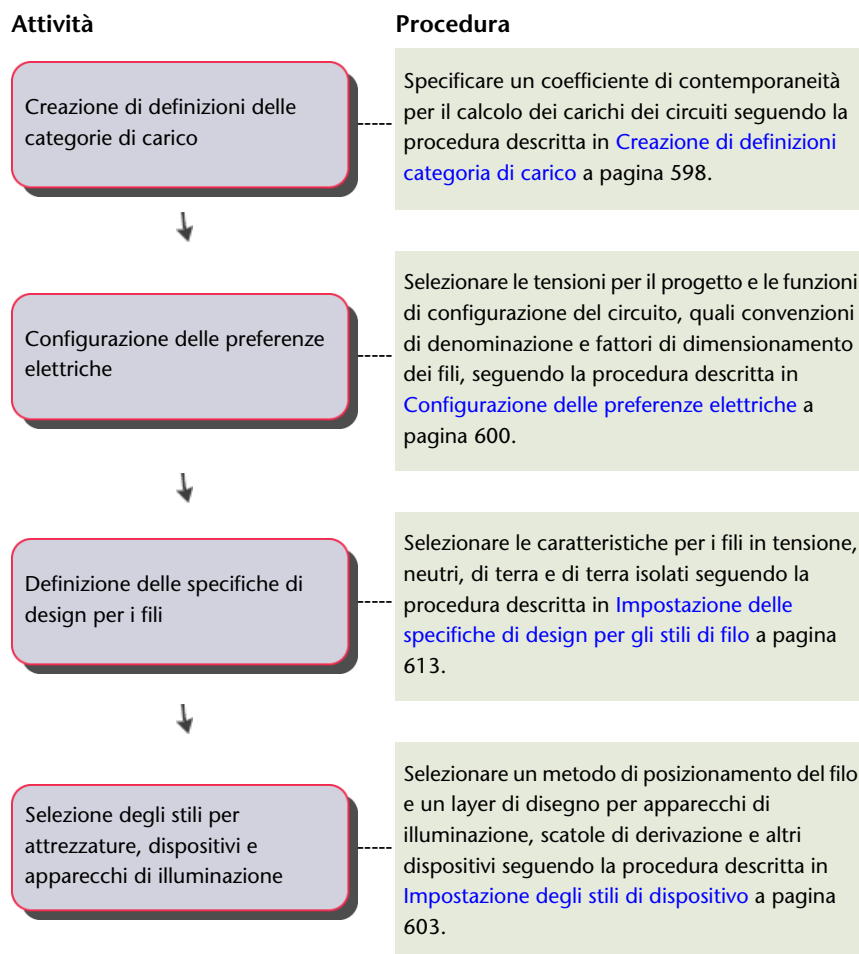 Attività
Procedura
Creazione di definizioni delle
categorie di carico
Specificare un coefficiente di contemporaneità
per il calcolo dei carichi dei circuiti seguendo la
procedura descritta in Creazione di definizioni
categoria di carico a pagina 598.
Configurazione delle preferenze
elettriche
Selezionare le tensioni per il progetto e le funzioni
di configurazione del circuito, quali convenzioni
di denominazione e fattori di dimensionamento
dei fili, seguendo la procedura descritta in
Configurazione delle preferenze elettriche a
pagina 600.
Definizione delle specifiche di
design per i fili
Selezionare le caratteristiche per i fili in tensione,
neutri, di terra e di terra isolati seguendo la
procedura descritta in Impostazione delle
specifiche di design per gli stili di filo a pagina
613.
Selezione degli stili per
attrezzature, dispositivi e
apparecchi di illuminazione
Selezionare un metodo di posizionamento del filo
e un layer di disegno per apparecchi di
illuminazione, scatole di derivazione e altri
dispositivi seguendo la procedura descritta in
Impostazione degli stili di dispositivo a pagina
603.